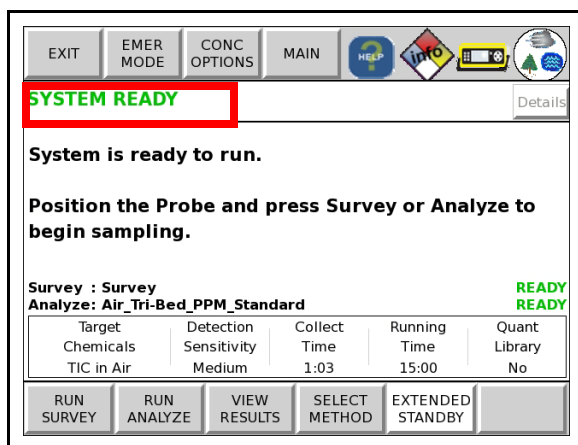 EXIT
EMER
MODE
CONC
OPTIONS
MAIN
HELP
info
SYSTEM READY
Details
System is ready to run.
Position the Probe and press Survey or Analyze to
begin sampling.
Survey : Survey READY
Analyze: Air_Tri-Bed_PPM_Standard READY
Target Detection Collect Running Quant
Chemicals Sensitivity Time Time Library
TIC in Air Medium 1:03 15:00 No
RUN
SURVEY
RUN
ANALYZE
VIEW
RESULTS
SELECT
METHOD
EXTENDED
STANDBY